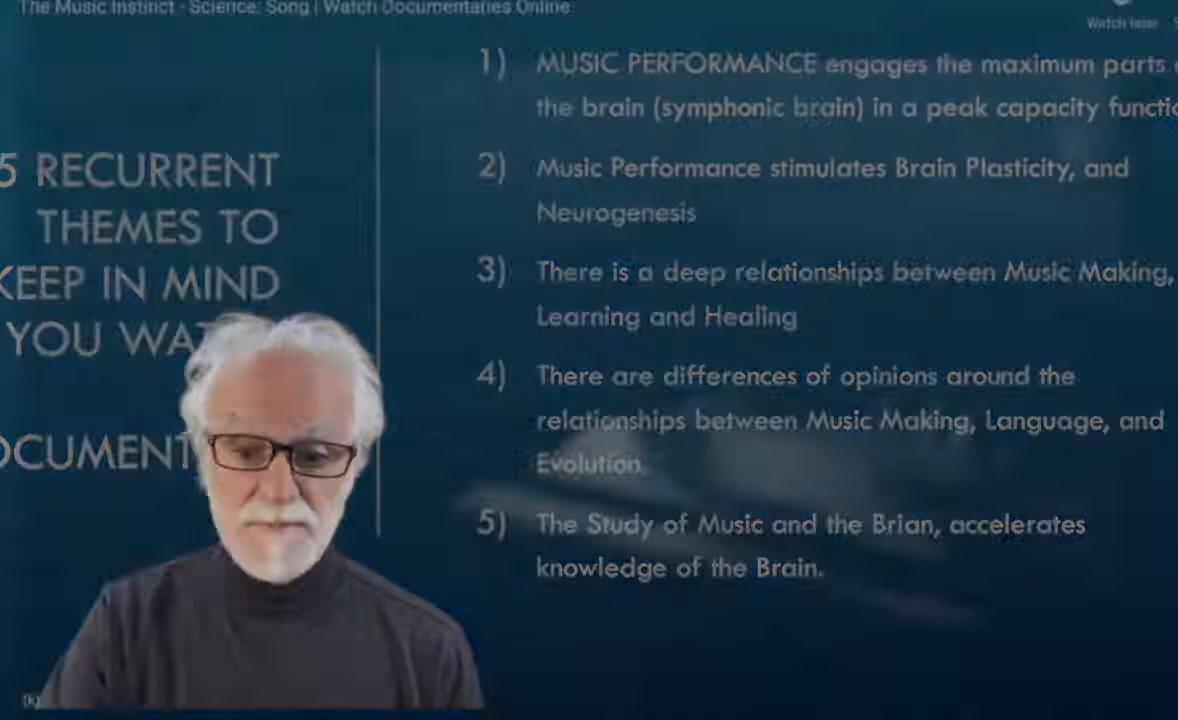 The Music Instinct - Science, Song | Watch Documentaries Online
Watch later
5 RECURRENT
THEMES TO
KEEP IN MIND
YOU
1) MUSIC PERFORMANCE engages the maximum parts
the brain (symphonic brain) in a peak capacity
2) Music Performance stimulates Brain Plasticity, and
Neurogenesis
3) There is a deep relationships between Music Making,
Learning and Healing
4) There are differences of opinions around the
relationships between Music Making, Language, and
Evolution.
5) The Study of Music and the Brian, accelerates
knowledge of the Brain.